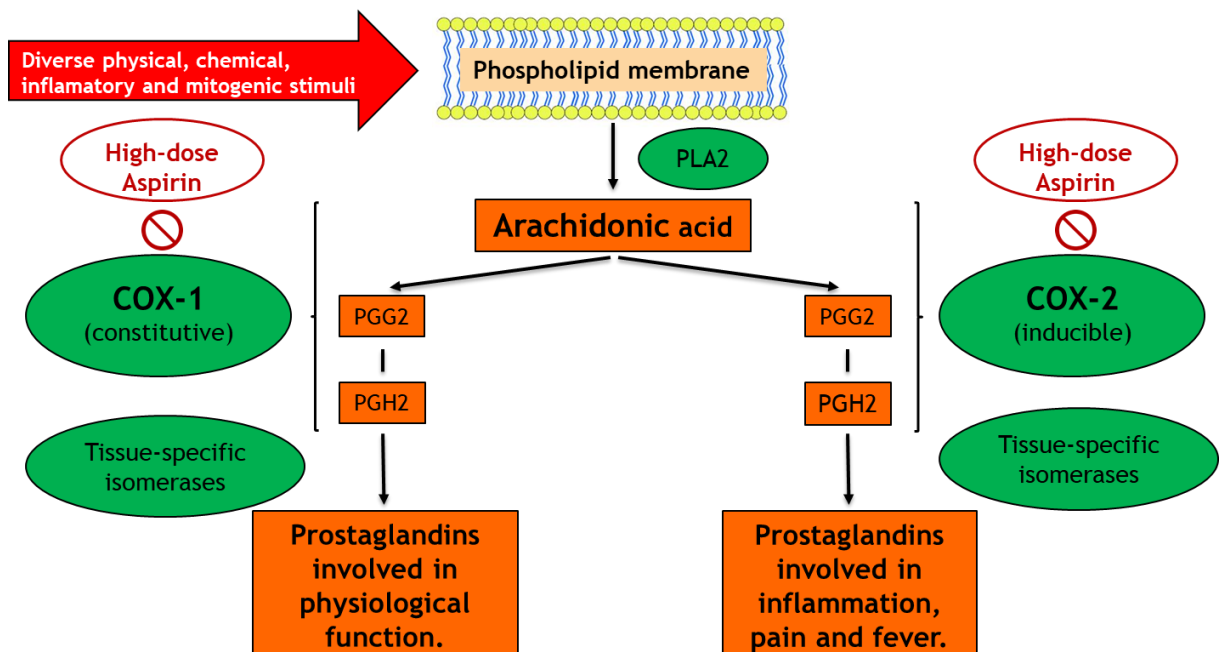 Diverse physical, chemical,
inflamatory and mitogenic stimuli
Phospholipid membrane
High-dose
Aspirin
PLA2
High-dose
Aspirin
Arachidonic acid
COX-1
(constitutive)
PGG2
PGG2
COX-2
(inducible)
PGH2
PGH2
Tissue-specific
isomerases
Tissue-specific
isomerases
Prostaglandins
involved in
physiological
function.
Prostaglandins
involved in
inflammation,
pain and fever.